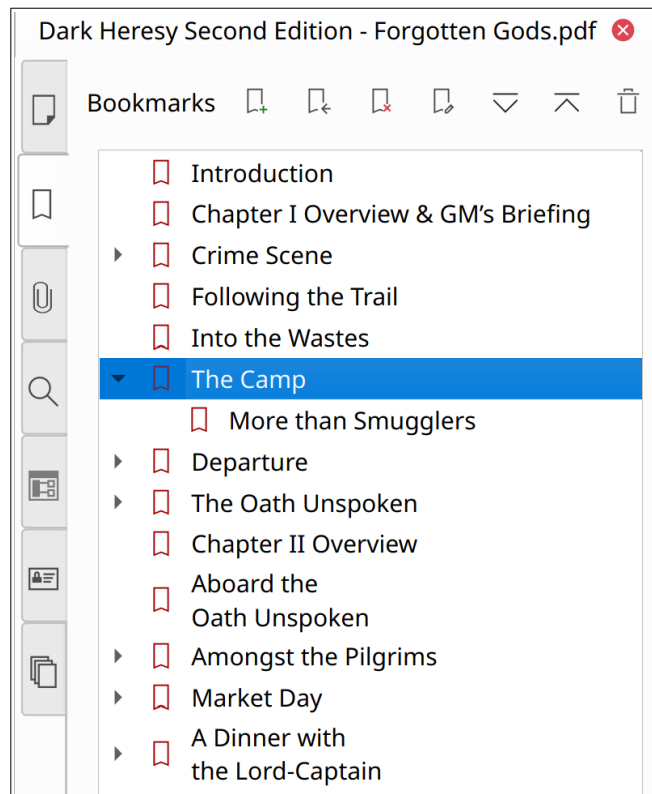 Dark Heresy Second Edition - Forgotten Gods.pdf
Bookmarks
Introduction
Chapter I Overview & GM’s Briefing
Crime Scene
Following the Trail
Into the Wastes
The Camp
More than Smugglers
Departure
The Oath Unspoken
Chapter II Overview
Aboard the
Oath Unspoken
Amongst the Pilgrims
Market Day
A Dinner with
the Lord-Captain